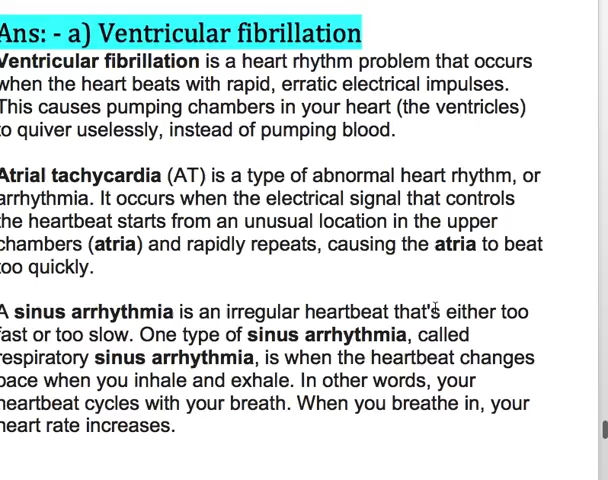 Ans: - a) Ventricular fibrillation
Ventricular fibrillation is a heart rhythm problem that occurs
when the heart beats with rapid, erratic electrical impulses.
This causes pumping chambers in your heart (the ventricles)
to quiver uselessly, instead of pumping blood.
Atrial tachycardia (AT) is a type of abnormal heart rhythm, or
arrhythmia. It occurs when the electrical signal that controls
the heartbeat starts from an unusual location in the upper
chambers (atria) and rapidly repeats, causing the atria to beat
too quickly.
A sinus arrhythmia is an irregular heartbeat that's either too
fast or too slow. One type of sinus arrhythmia, called
respiratory sinus arrhythmia, is when the heartbeat changes
pace when you inhale and exhale. In other words, your
heartbeat cycles with your breath. When you breathe in, your
heart rate increases.